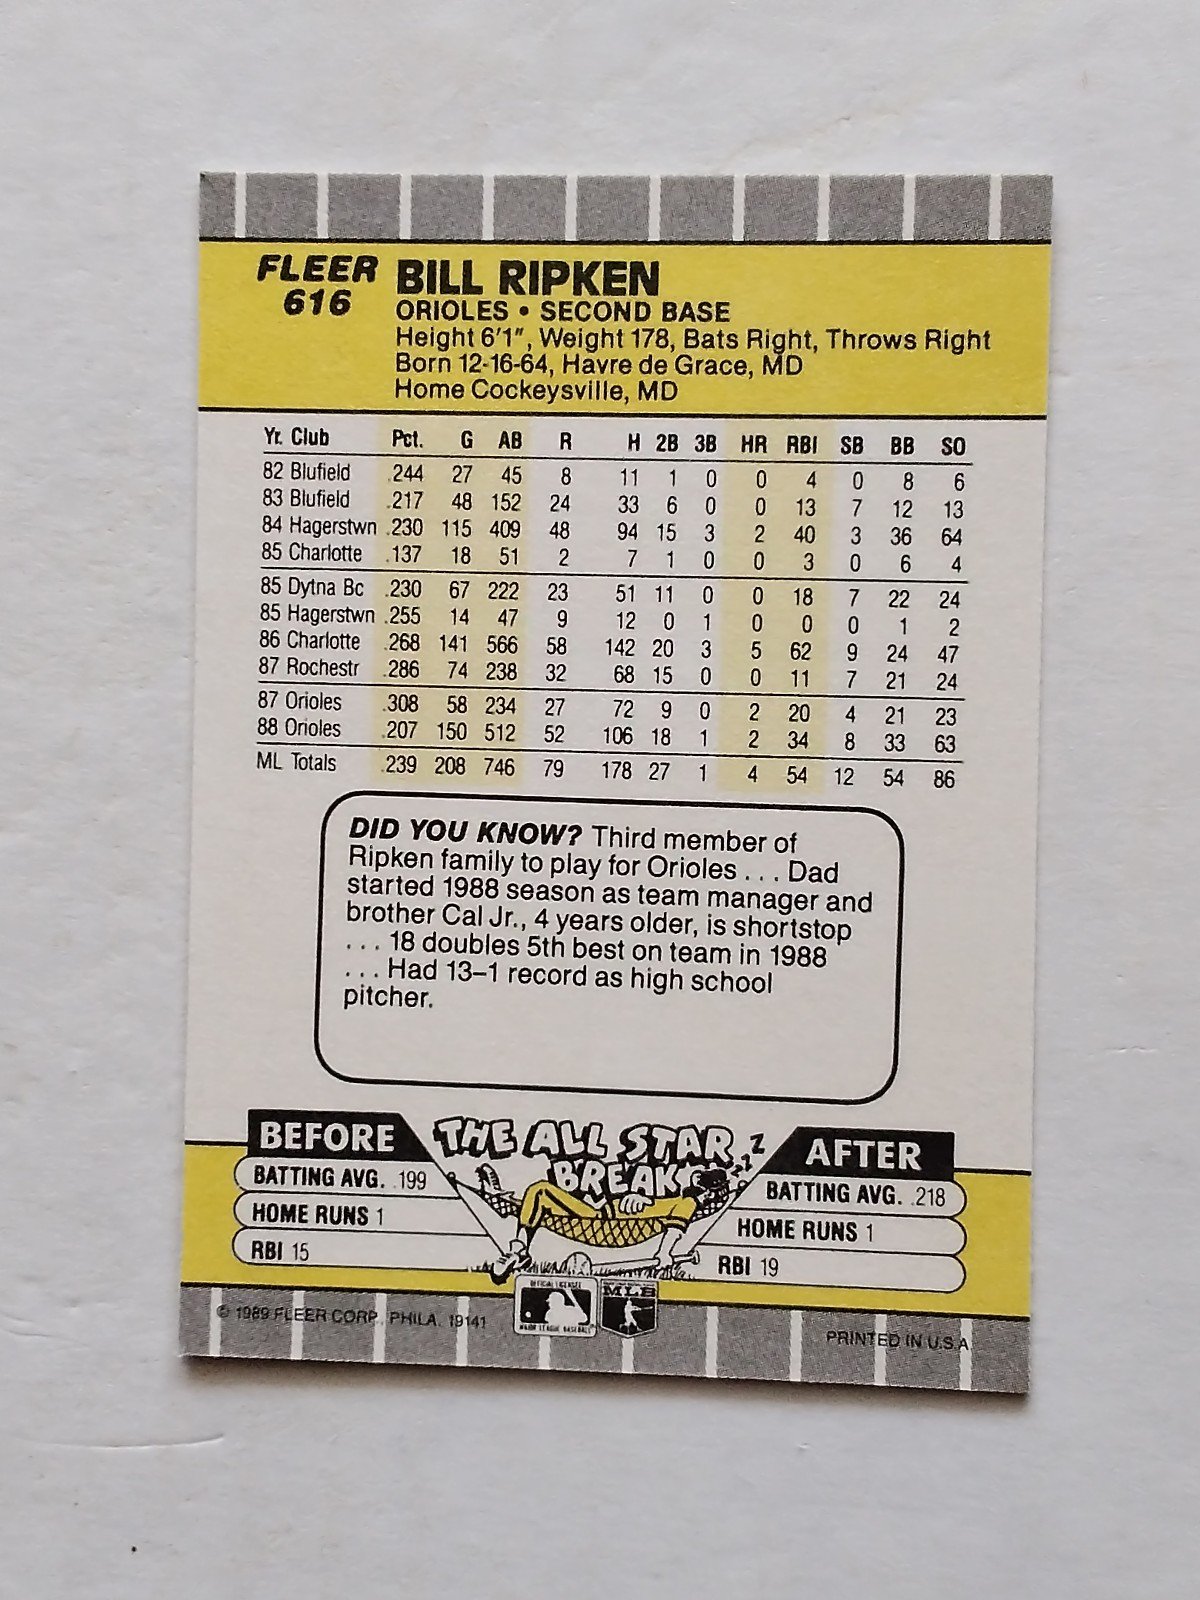 FLEER
616
BILL RIPKEN
ORIOLES • SECOND BASE
Height 6'1", Weight 178, Bats Right, Throws Right
Born 12-16-64, Havre de Grace, MD
Home Cockeysville, MD
Yr. Club Pct. G AB R H 2B 3B HR RBI SB BB SO
82 Blufield .244 27 45 8 11 1 0 0 4 0 8 6
83 Blufield .217 48 152 24 33 6 0 0 13 7 12 13
84 Hagerstwn .230 115 409 48 94 15 3 2 40 3 36 64
85 Charlotte .137 18 51 2 7 1 0 0 3 0 6 4
85 Dytna Bc .230 67 222 23 51 11 0 0 18 7 22 24
85 Hagerstwn .255 14 47 9 12 0 1 0 0 0 1 2
86 Charlotte .268 141 566 58 142 20 3 5 62 9 24 47
87 Rochestr .286 74 238 32 68 15 0 0 11 7 21 24
87 Orioles .308 58 234 27 72 9 0 2 20 4 21 23
88 Orioles .207 150 512 52 106 18 1 2 34 8 33 63
ML Totals .239 208 746 79 178 27 1 4 54 12 54 86
DID YOU KNOW? Third member of
Ripken family to play for Orioles . . . Dad
started 1988 season as team manager and
brother Cal Jr., 4 years older, is shortstop
. . . 18 doubles 5th best on team in 1988
. . . Had 13–1 record as high school
pitcher.
BEFORE
BATTING AVG. .199
HOME RUNS 1
RBI 15
THE ALL STAR
BREAK
ZZZZ
AFTER
BATTING AVG. .218
HOME RUNS 1
RBI 19
OFFICIAL LICENSEE
MAJOR LEAGUE BASEBALL
MLB
© 1989 FLEER CORP. PHILA. 19141
PRINTED IN U.S.A